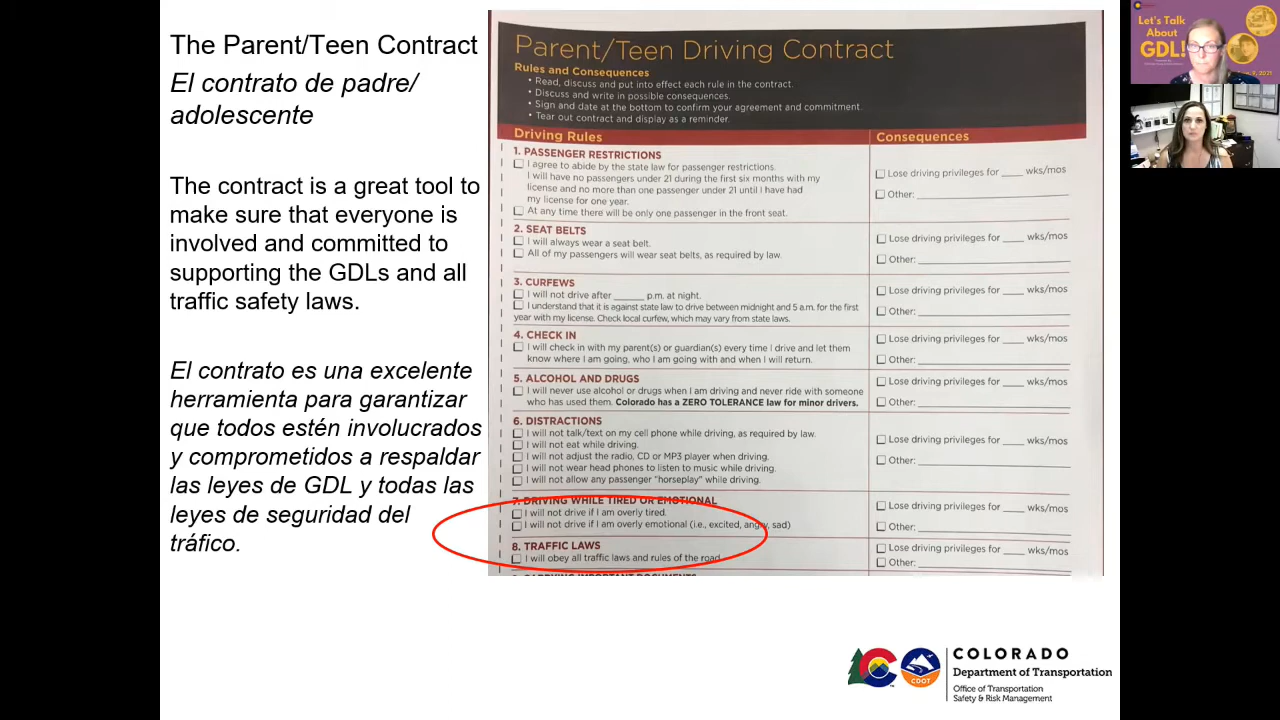 The Parent/Teen Contract
El contrato de padre/
adolescente
The contract is a great tool to
make sure that everyone is
involved and committed to
supporting the GDLs and all
traffic safety laws.
El contrato es una excelente
herramienta para garantizar
que todos estén involucrados
y comprometidos a respaldar
las leyes de GDL y todas las
leyes de seguridad del
tráfico.
Parent/Teen Driving Contract
Rules and Consequences
• Read, discuss and put into effect each rule in the contract.
• Discuss and write in possible consequences.
• Sign and date at the bottom to confirm your agreement and commitment.
• Tear out contract and display as a reminder.
Driving Rules
Consequences
1. PASSENGER RESTRICTIONS
I agree to abide by the state law for passenger restrictions.
I will have no passengers under 21 during the first six months with my
license and no more than one passenger under 21 until I have had
my license for one year.
At any time there will be only one passenger in the front seat.
Lose driving privileges for ____ wks/mos
Other:
2. SEAT BELTS
I will always wear a seat belt.
All of my passengers will wear seat belts, as required by law.
Lose driving privileges for ____ wks/mos
Other:
3. CURFEWS
I will not drive after ______ p.m. at night.
I understand that it is against state law to drive between midnight and 5 a.m. for the first
year with my license. Check local curfew, which may vary from state laws.
Lose driving privileges for ____ wks/mos
Other:
4. CHECK IN
I will check in with my parent(s) or guardian(s) every time I drive and let them
know where I am going, who I am going with and when I will return.
Lose driving privileges for ____ wks/mos
Other:
5. ALCOHOL AND DRUGS
I will never use alcohol or drugs when I am driving and never ride with someone
who has used them. Colorado has a ZERO TOLERANCE law for minor drivers.
Lose driving privileges for ____ wks/mos
Other:
6. DISTRACTIONS
I will not talk/text on my cell phone while driving, as required by law.
I will not eat while driving.
I will not adjust the radio, CD or MP3 player when driving.
I will not wear head phones to listen to music while driving.
I will not allow any passenger "horseplay" while driving.
Lose driving privileges for ____ wks/mos
Other:
7. DRIVING WHILE TIRED OR EMOTIONAL
I will not drive if I am overly tired.
I will not drive if I am overly emotional (i.e., excited, angry, sad)
Lose driving privileges for ____ wks/mos
Other:
8. TRAFFIC LAWS
I will obey all traffic laws and rules of the road.
Lose driving privileges for ____ wks/mos
Other:
Let's Talk
About
GDL!
CDOT
COLORADO
Department of Transportation
Office of Transportation
Safety & Risk Management